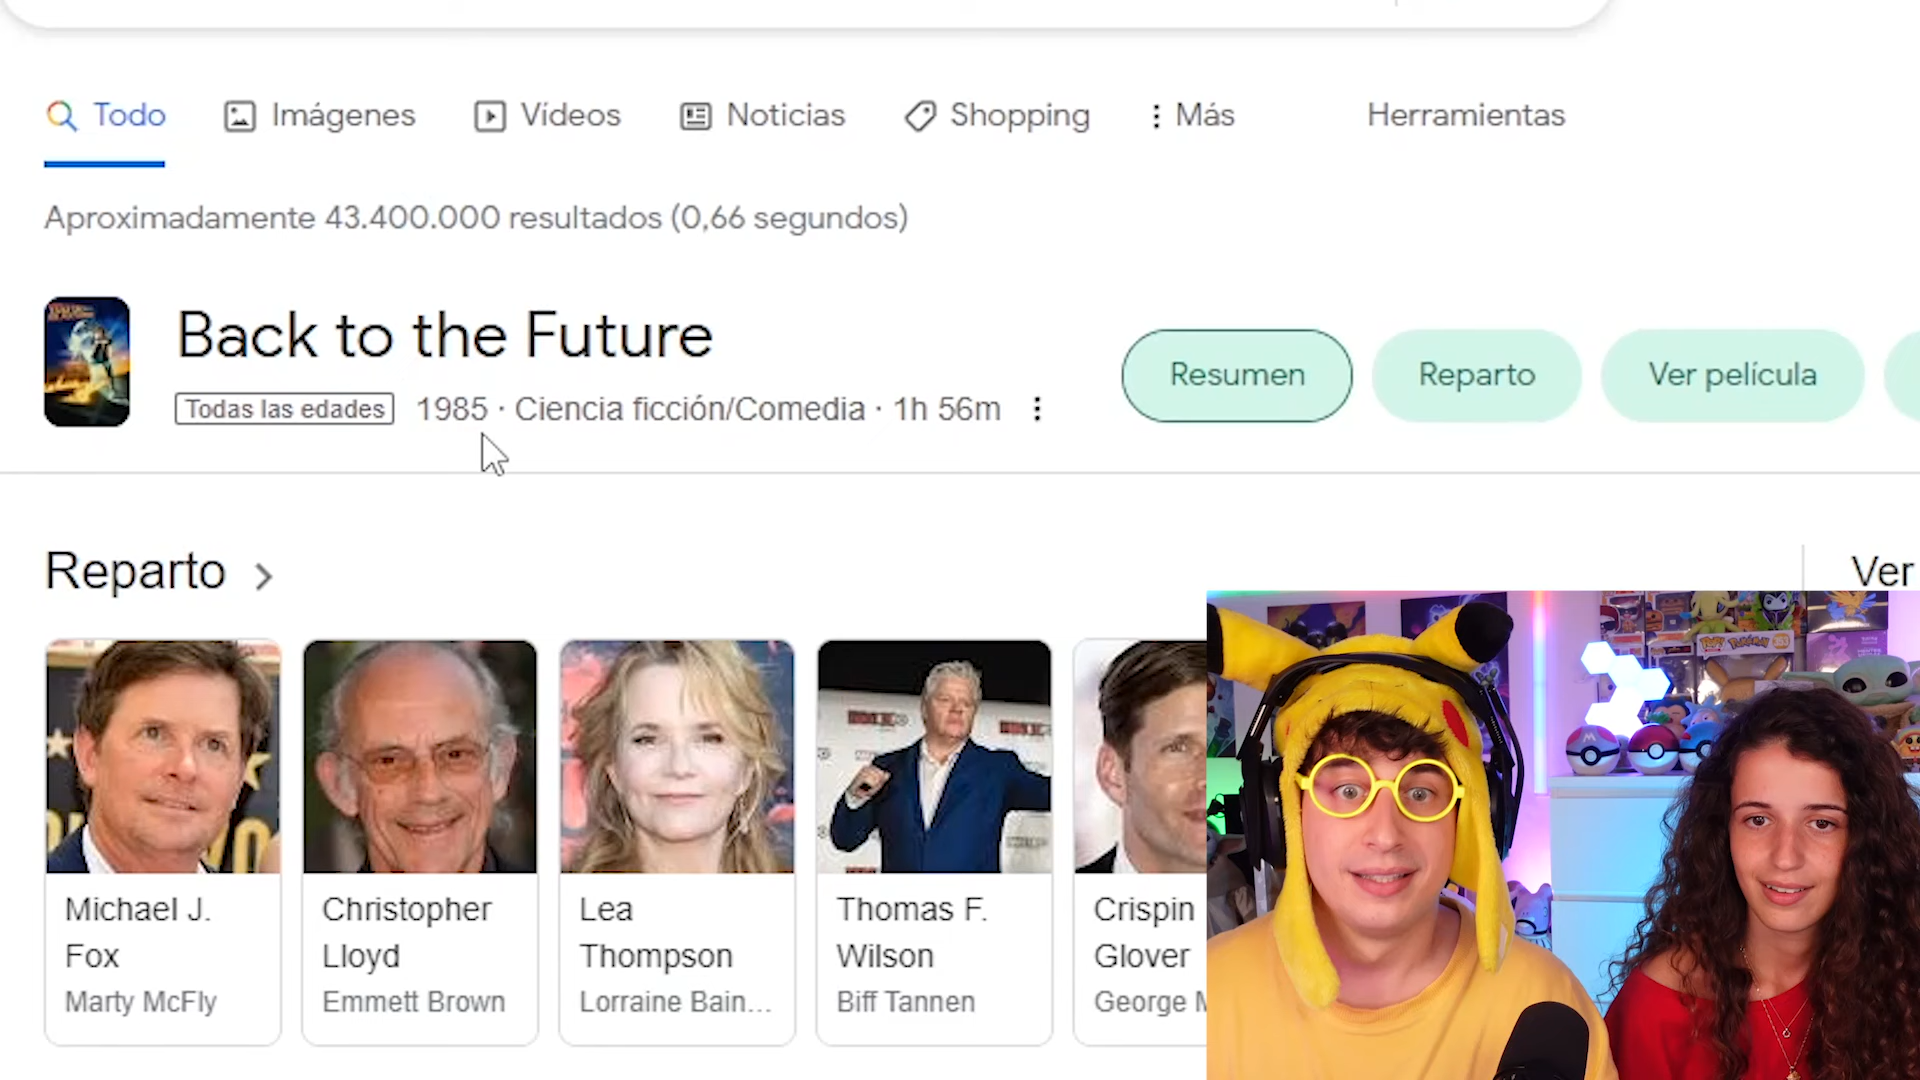 Todo Imágenes Vídeos Noticias Shopping Más Herramientas
Aproximadamente 43.400.000 resultados (0,66 segundos)
Back to the Future
Todas las edades 1985 · Ciencia ficción/Comedia · 1h 56m
Resumen Reparto Ver película
Reparto
Ver
Michael J. Fox
Marty McFly
Christopher Lloyd
Emmett Brown
Lea Thompson
Lorraine Bain...
Thomas F. Wilson
Biff Tannen
Crispin Glover
George